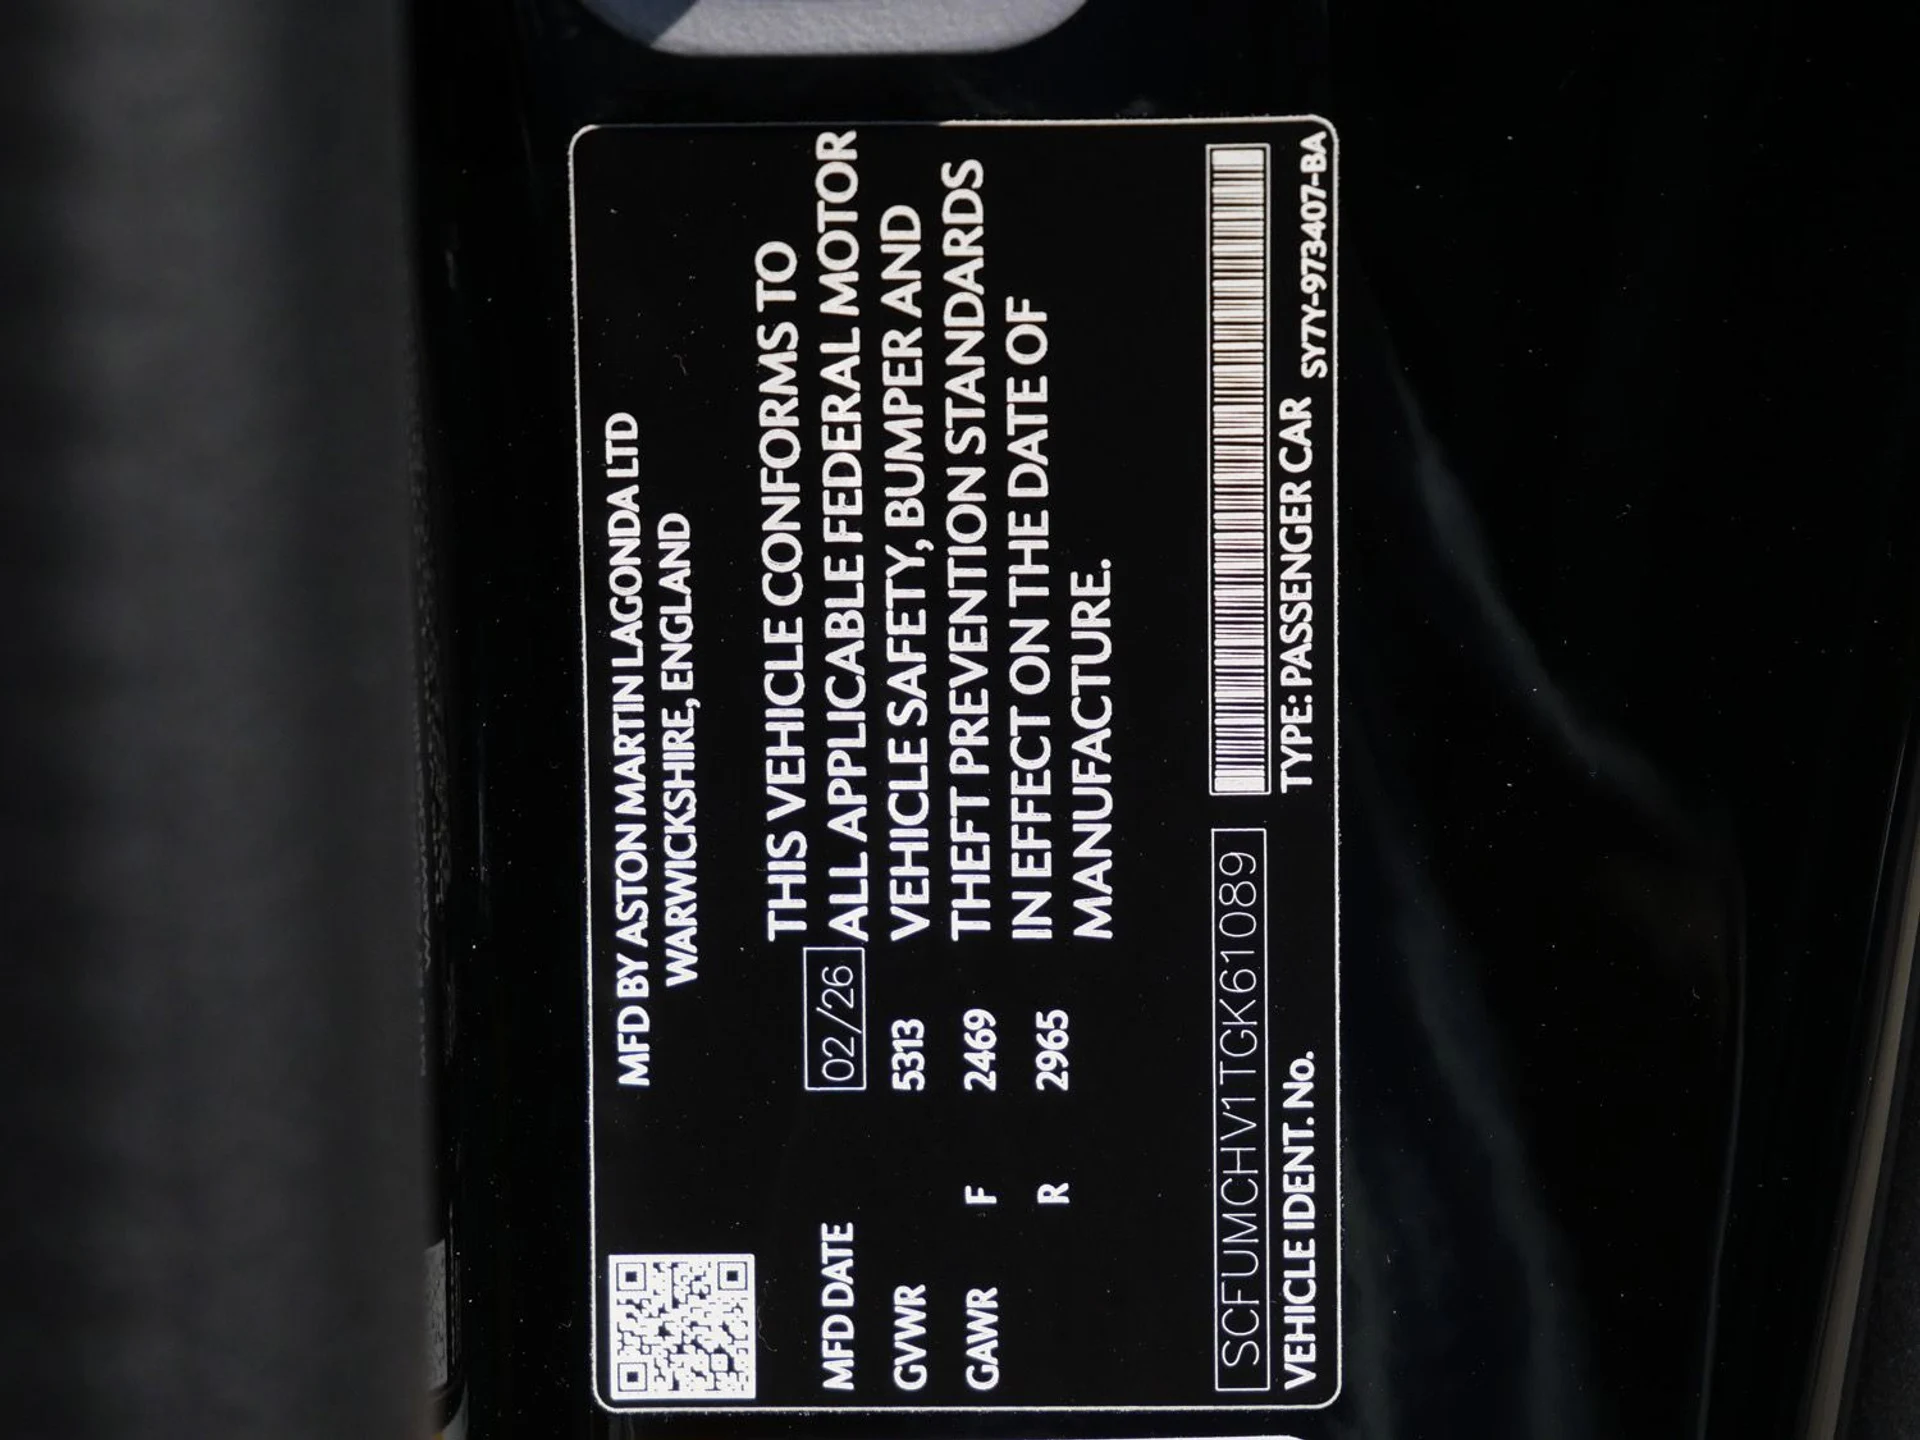 MFD BY ASTON MARTIN LAGONDA LTD
WARWICKSHIRE, ENGLAND
MFD DATE 02/26
GVWR 5313
GAWR F 2469
R 2965
THIS VEHICLE CONFORMS TO
ALL APPLICABLE FEDERAL MOTOR
VEHICLE SAFETY, BUMPER AND
THEFT PREVENTION STANDARDS
IN EFFECT ON THE DATE OF
MANUFACTURE.
SCFUMCHV1TGK61089
VEHICLE IDENT. No.
TYPE: PASSENGER CAR
SY7Y-973407-BA